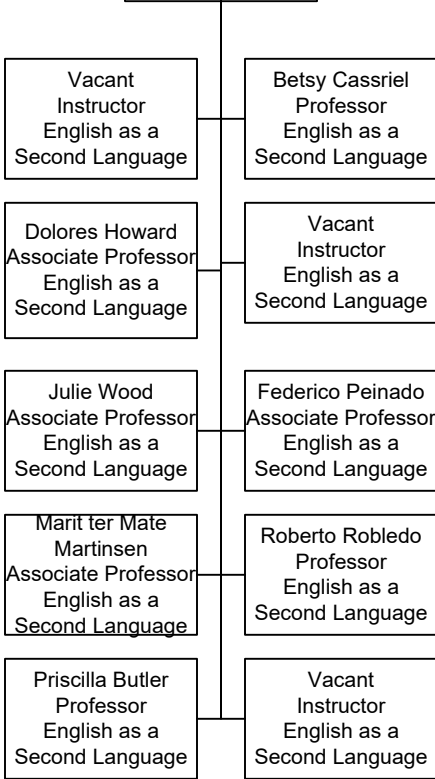 Vacant
Instructor
English as a
Second Language
Betsy Cassriel
Professor
English as a
Second Language
Dolores Howard
Associate Professor
English as a
Second Language
Vacant
Instructor
English as a
Second Language
Julie Wood
Associate Professor
English as a
Second Language
Federico Peinado
Associate Professor
English as a
Second Language
Marit ter Mate
Martinsen
Associate Professor
English as a
Second Language
Roberto Robledo
Professor
English as a
Second Language
Priscilla Butler
Professor
English as a
Second Language
Vacant
Instructor
English as a
Second Language